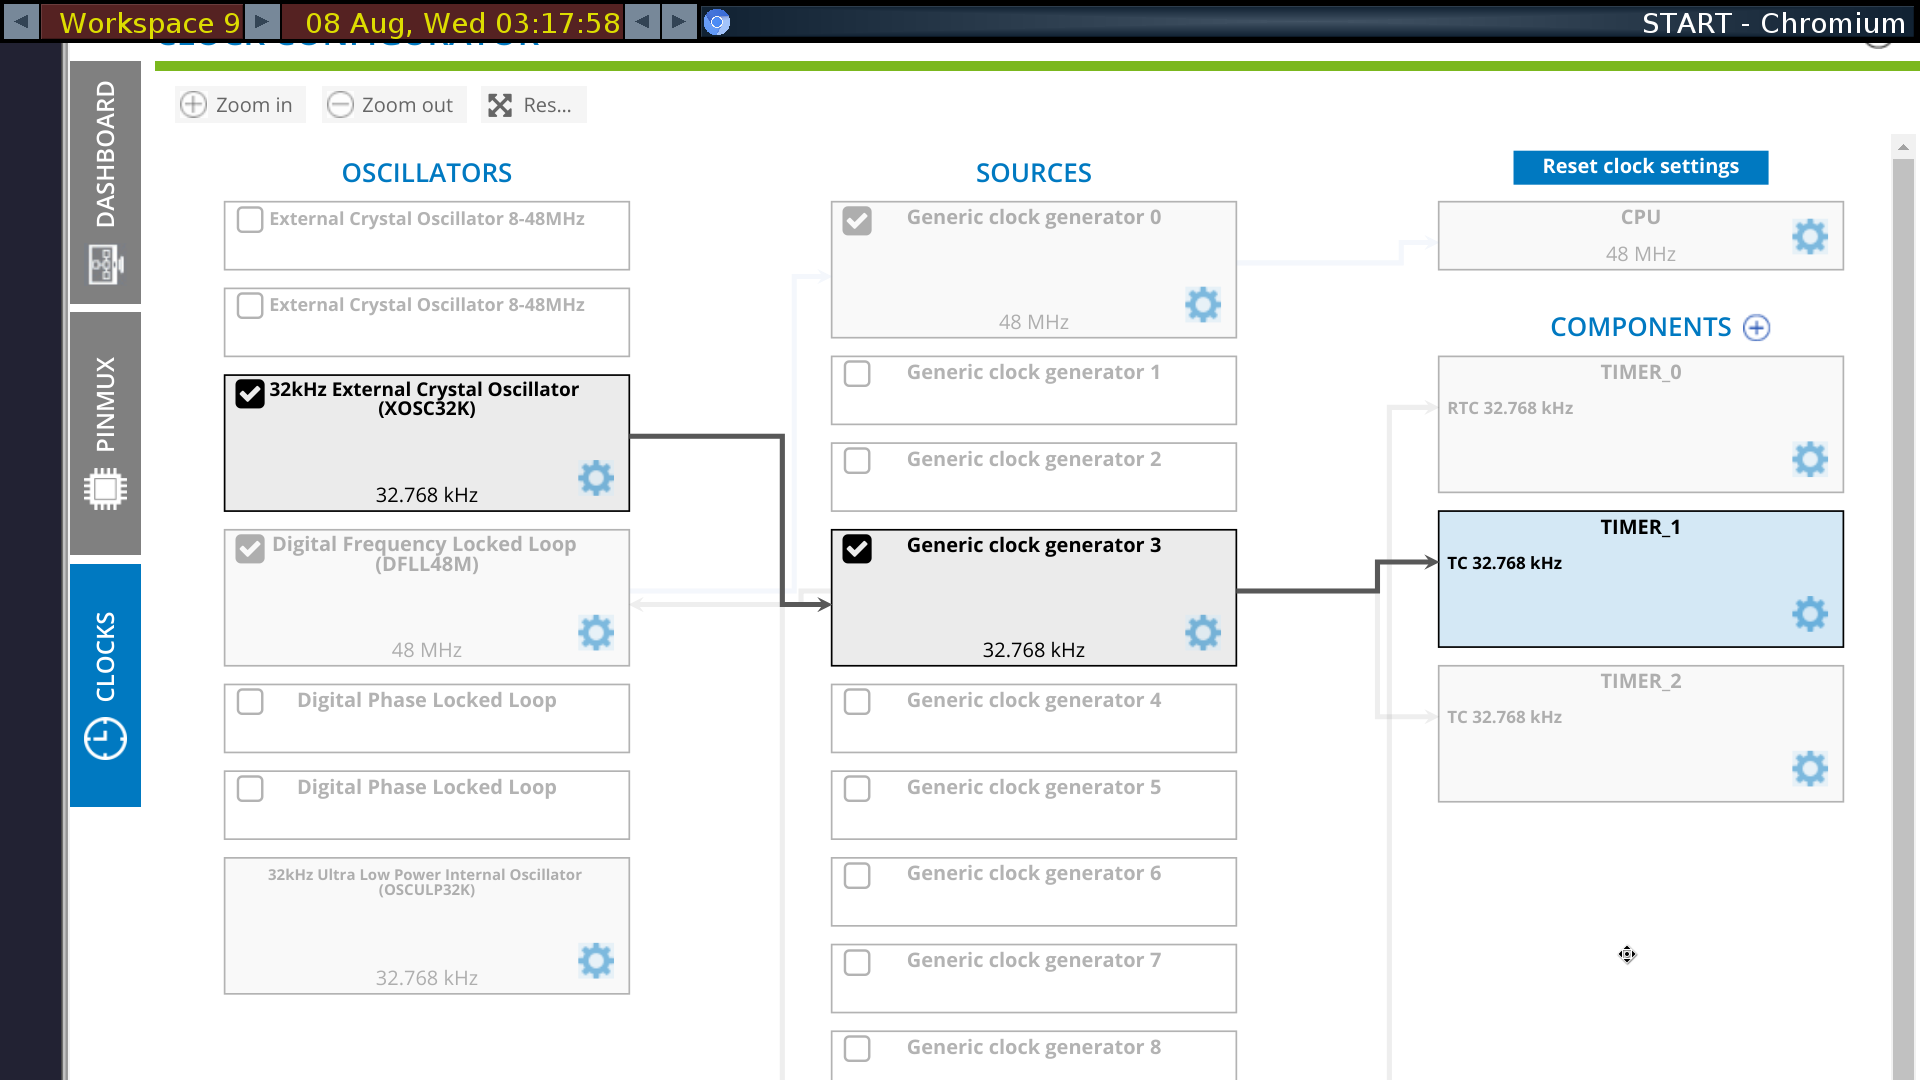 Workspace 9
08 Aug, Wed 03:17:58
START - Chromium
CLOCK CONFIGURATOR
DASHBOARD
PINMUX
CLOCKS
Zoom in
Zoom out
Res...
OSCILLATORS
External Crystal Oscillator 8-48MHz
External Crystal Oscillator 8-48MHz
32kHz External Crystal Oscillator
(XOSC32K)
32.768 kHz
Digital Frequency Locked Loop
(DFLL48M)
48 MHz
Digital Phase Locked Loop
Digital Phase Locked Loop
32kHz Ultra Low Power Internal Oscillator
(OSCULP32K)
32.768 kHz
SOURCES
Generic clock generator 0
48 MHz
Generic clock generator 1
Generic clock generator 2
Generic clock generator 3
32.768 kHz
Generic clock generator 4
Generic clock generator 5
Generic clock generator 6
Generic clock generator 7
Generic clock generator 8
Reset clock settings
CPU
48 MHz
COMPONENTS
TIMER_0
RTC 32.768 kHz
TIMER_1
TC 32.768 kHz
TIMER_2
TC 32.768 kHz